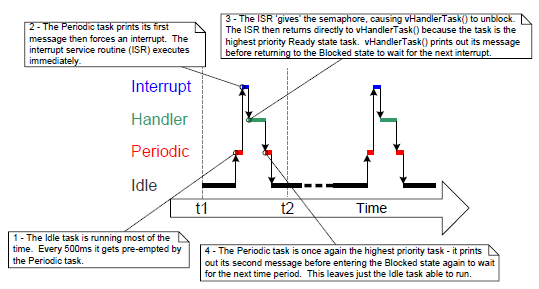 2 - The Periodic task prints its first
message then forces an interrupt. The
interrupt service routine (ISR) executes
immediately.
3 - The ISR 'gives' the semaphore, causing vHandlerTask() to unblock.
The ISR then returns directly to vHandlerTask() because the task is the
highest priority Ready state task. vHandlerTask() prints out its message
before returning to the Blocked state to wait for the next interrupt.
Interrupt
Handler
Periodic
Idle
t1
t2
Time
1 - The Idle task is running most of the
time. Every 500ms it gets pre-empted by
the Periodic task.
4 - The Periodic task is once again the highest priority task - it prints
out its second message before entering the Blocked state again to wait
for the next time period. This leaves just the Idle task able to run.